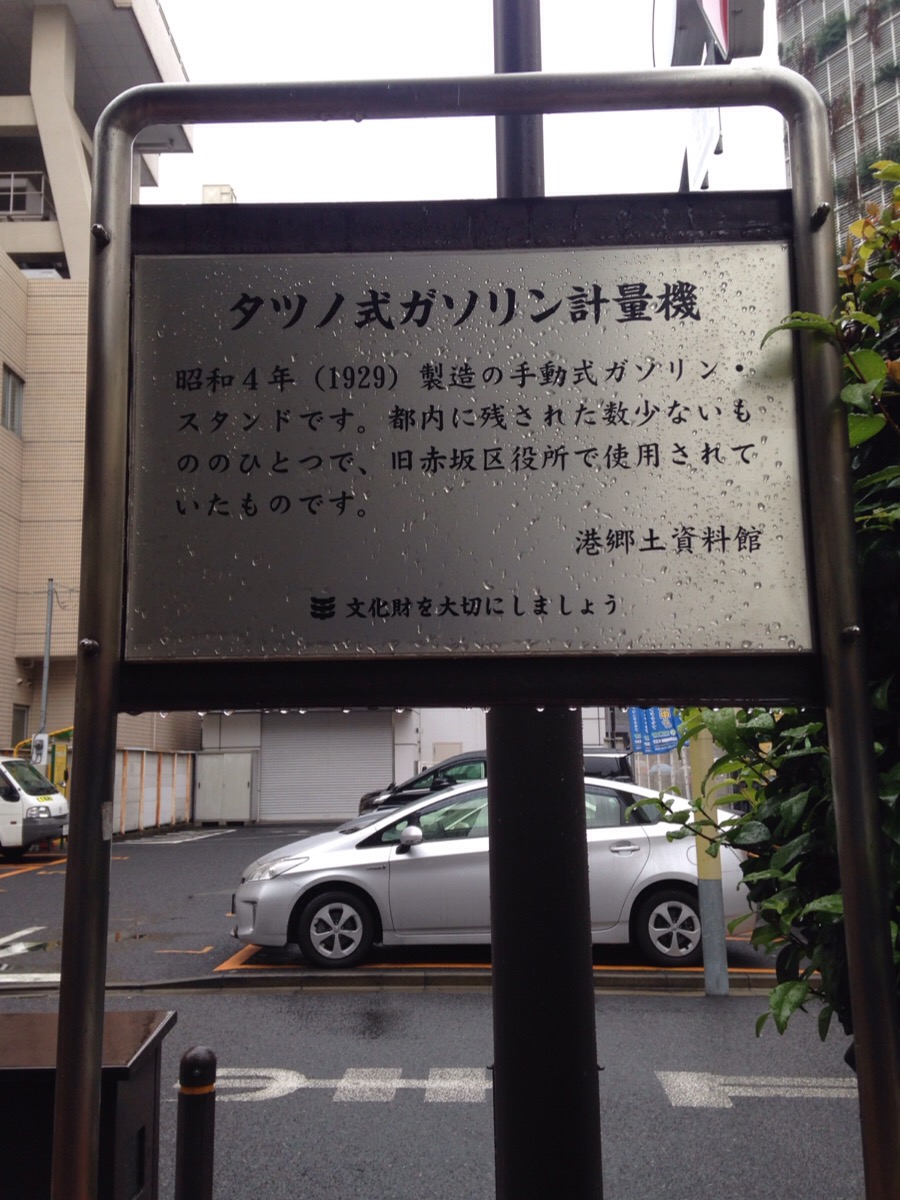 タツノ式ガソリン計量機
昭和４年（1929）製造の手動式ガソリン・
スタンドです。都内に残された数少ないも
ののひとつで、旧赤坂区役所で使用されて
いたものです。
港郷土資料館
文化財を大切にしましょう